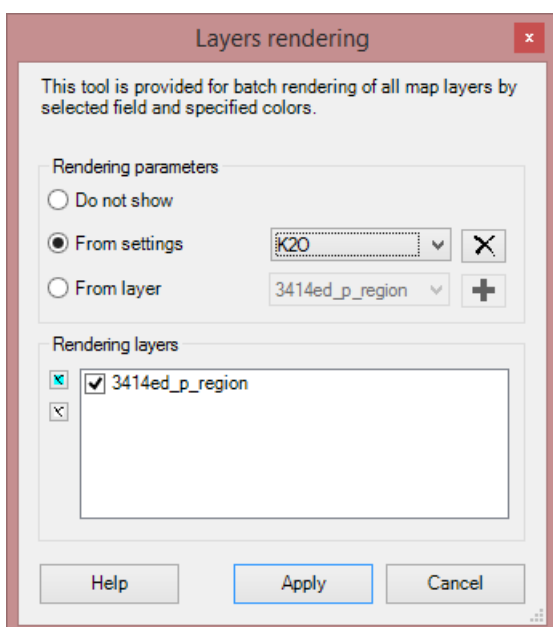 Layers rendering
x
This tool is provided for batch rendering of all map layers by
selected field and specified colors.
Rendering parameters
Do not show
From settings K2O
From layer 3414ed_p_region
Rendering layers
3414ed_p_region
Help Apply Cancel